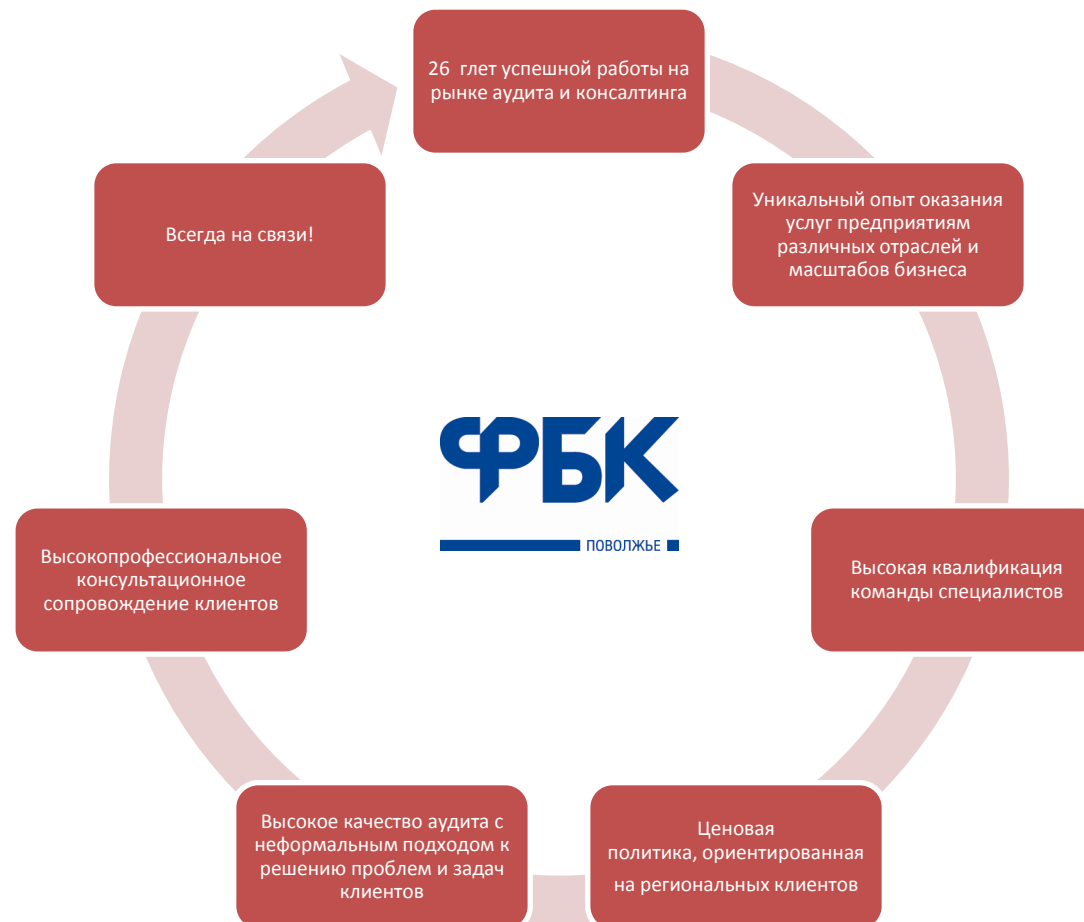 26 глет успешной работы на
рынке аудита и консалтинга
Уникальный опыт оказания
услуг предприятиям
различных отраслей и
масштабов бизнеса
Высокая квалификация
команды специалистов
Ценовая
политика, ориентированная
на региональных клиентов
Высокое качество аудита с
неформальным подходом к
решению проблем и задач
клиентов
Высокопрофессиональное
консультационное
сопровождение клиентов
Всегда на связи!
ФБК
ПОВОЛЖЬЕ